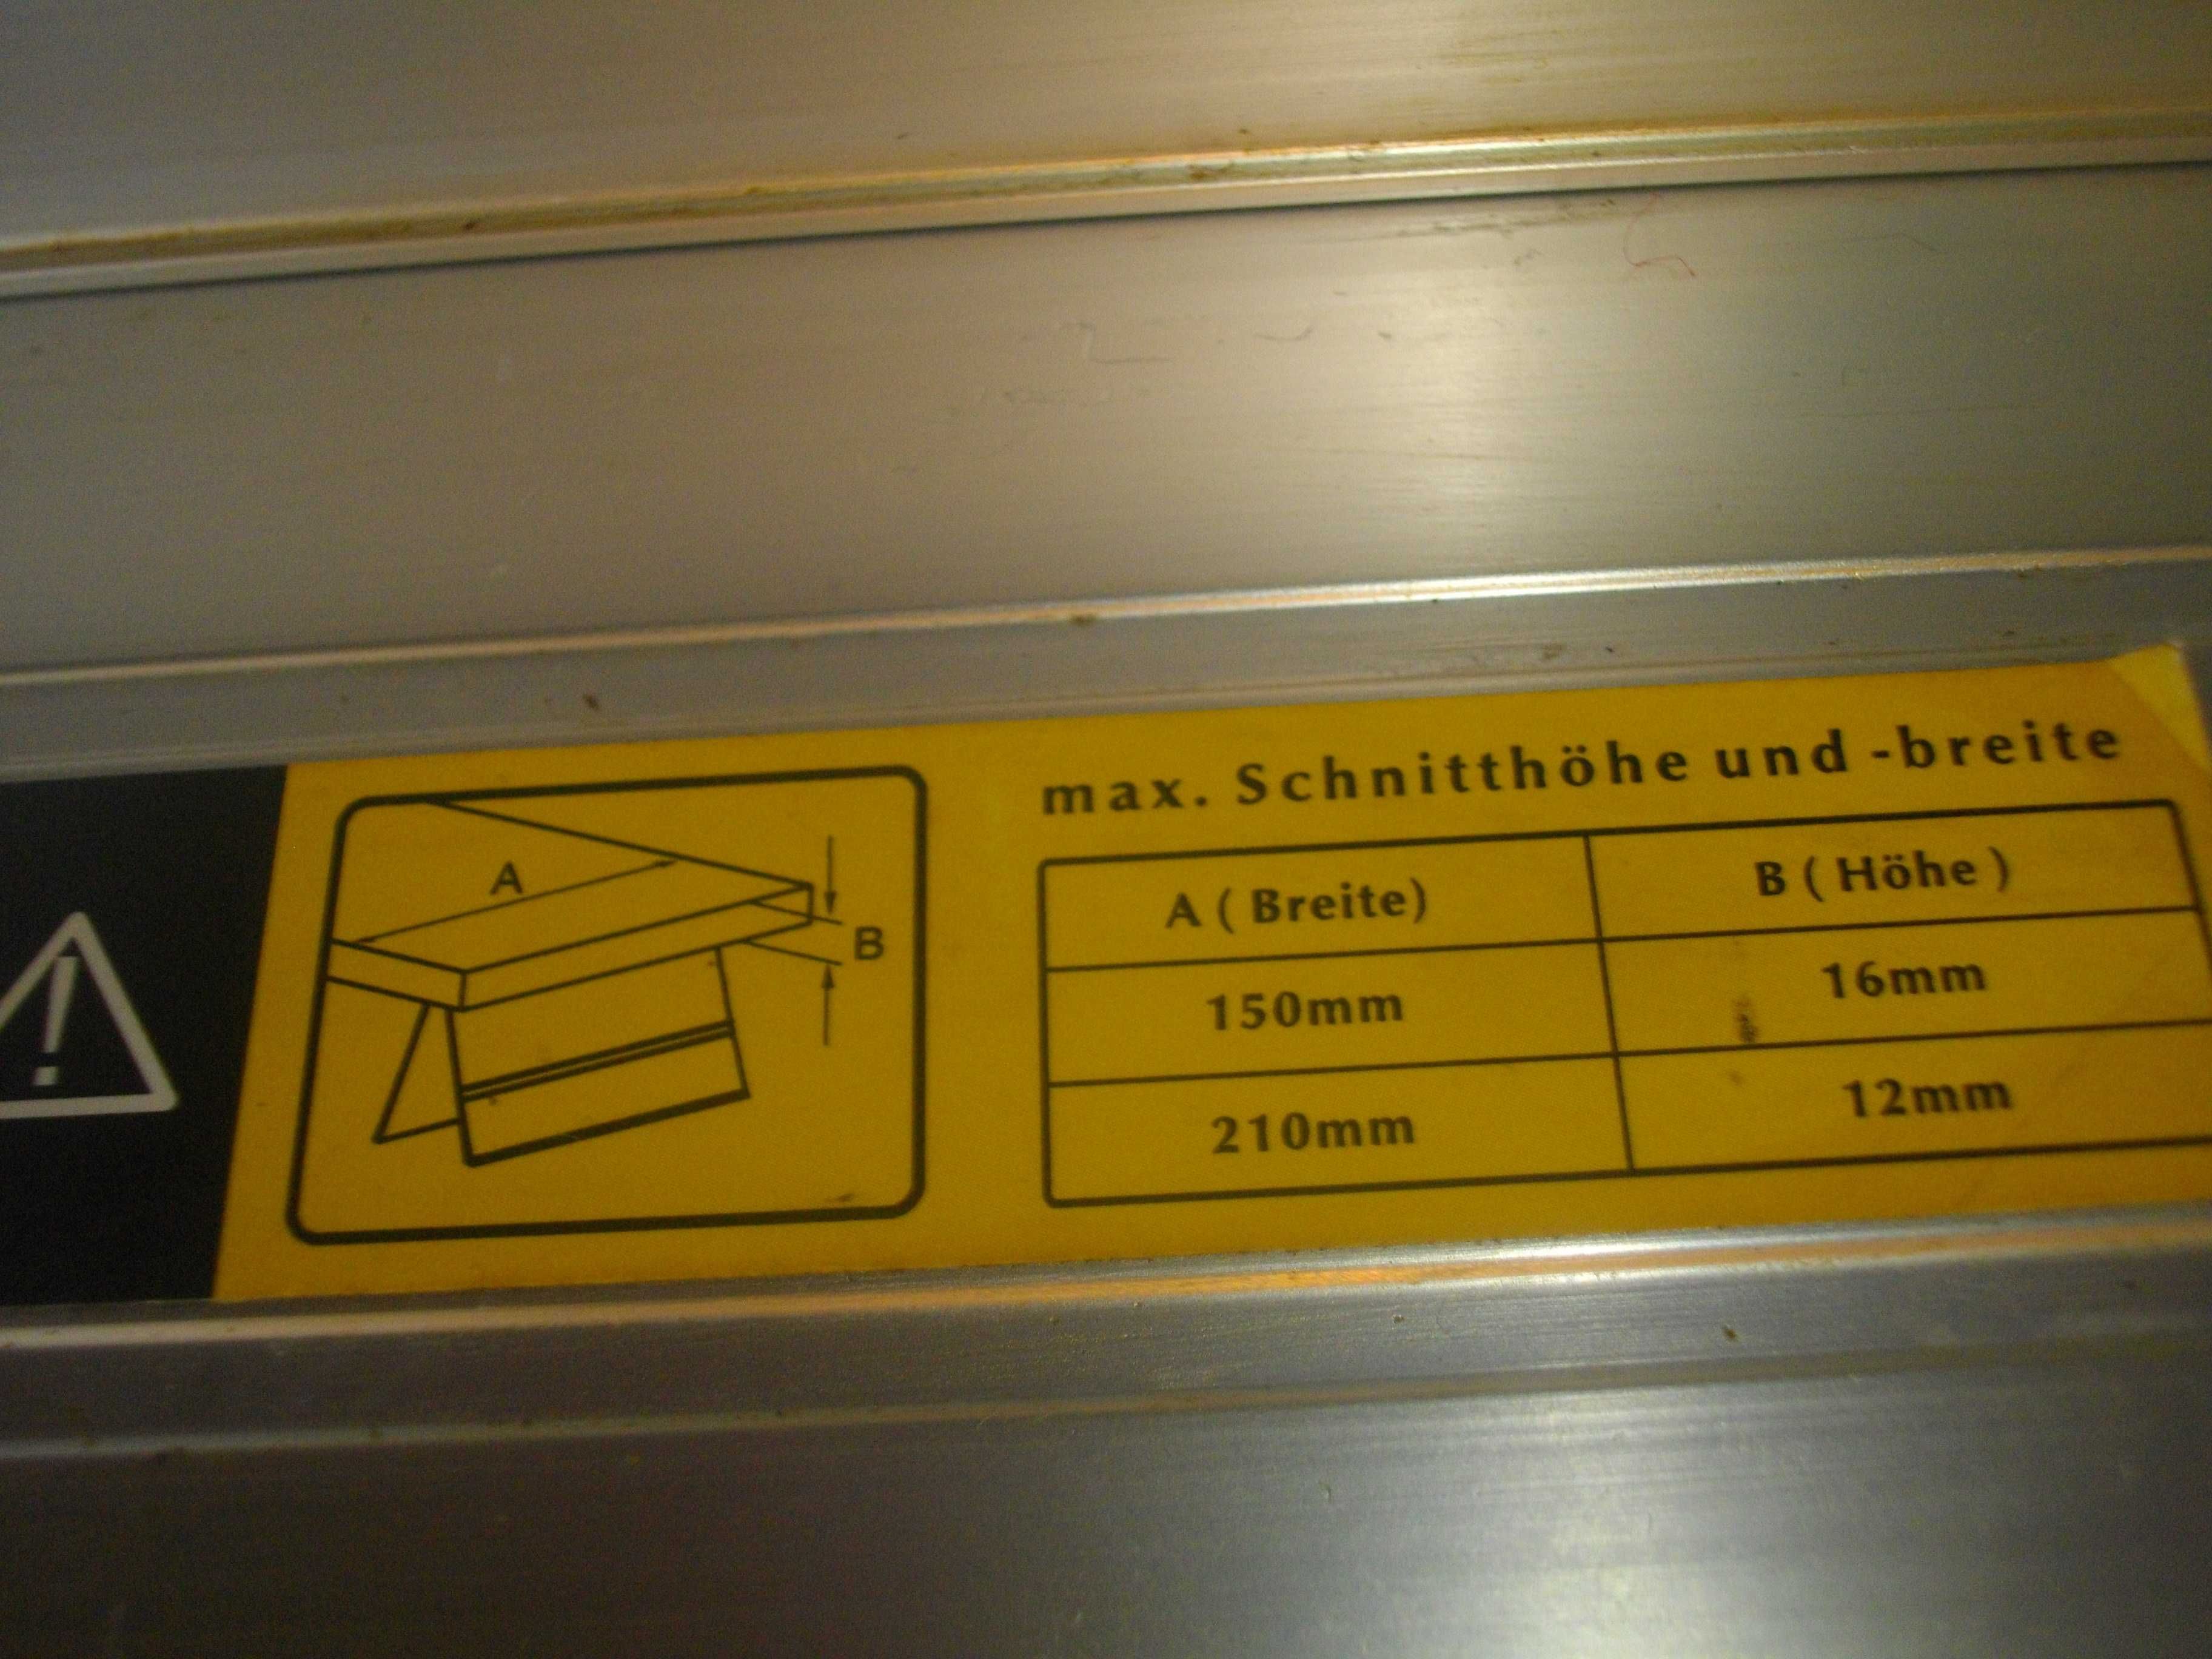 max. Schnitthöhe und -breite
A ( Breite) B ( Höhe )
150mm 16mm
210mm 12mm
A
B
!